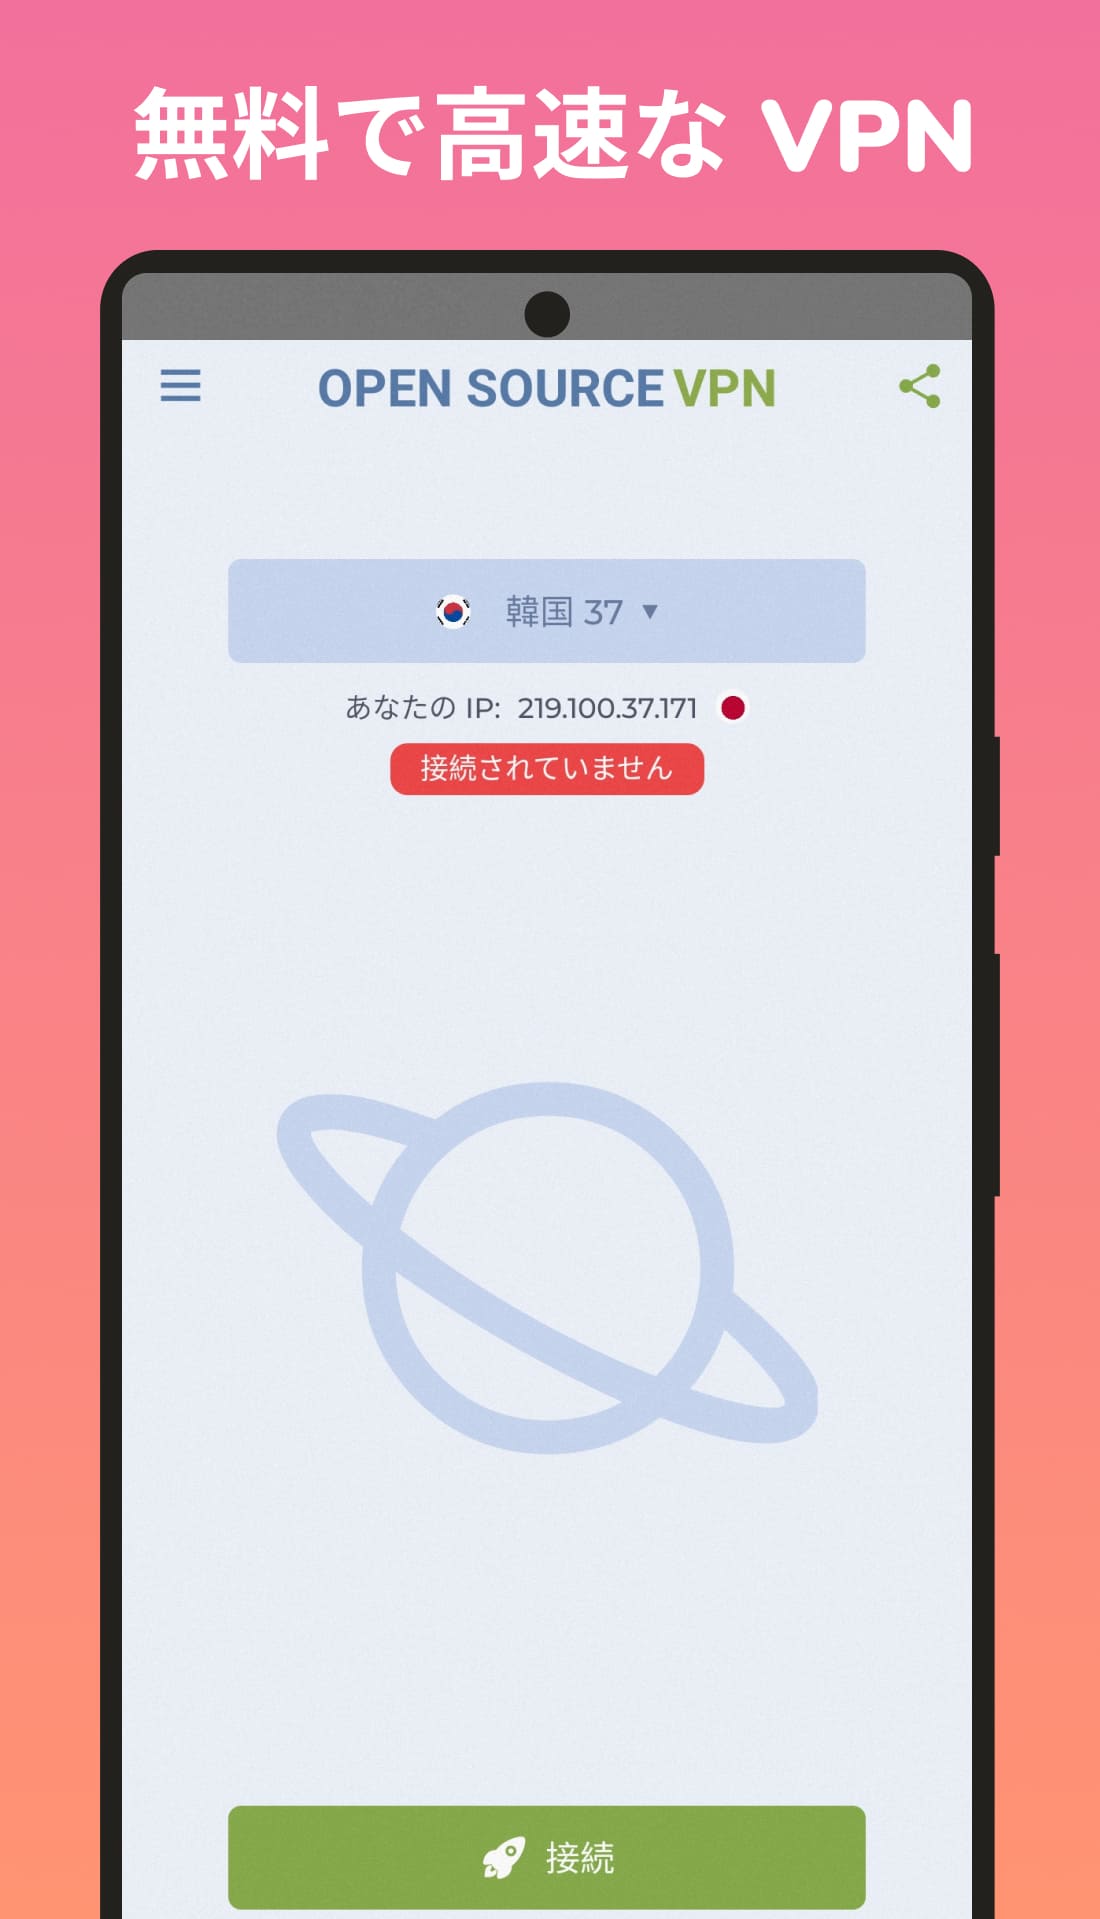 無料で高速な VPN
OPEN SOURCE VPN
韓国 37 ▼
あなたの IP: 219.100.37.171
接続されていません
接続